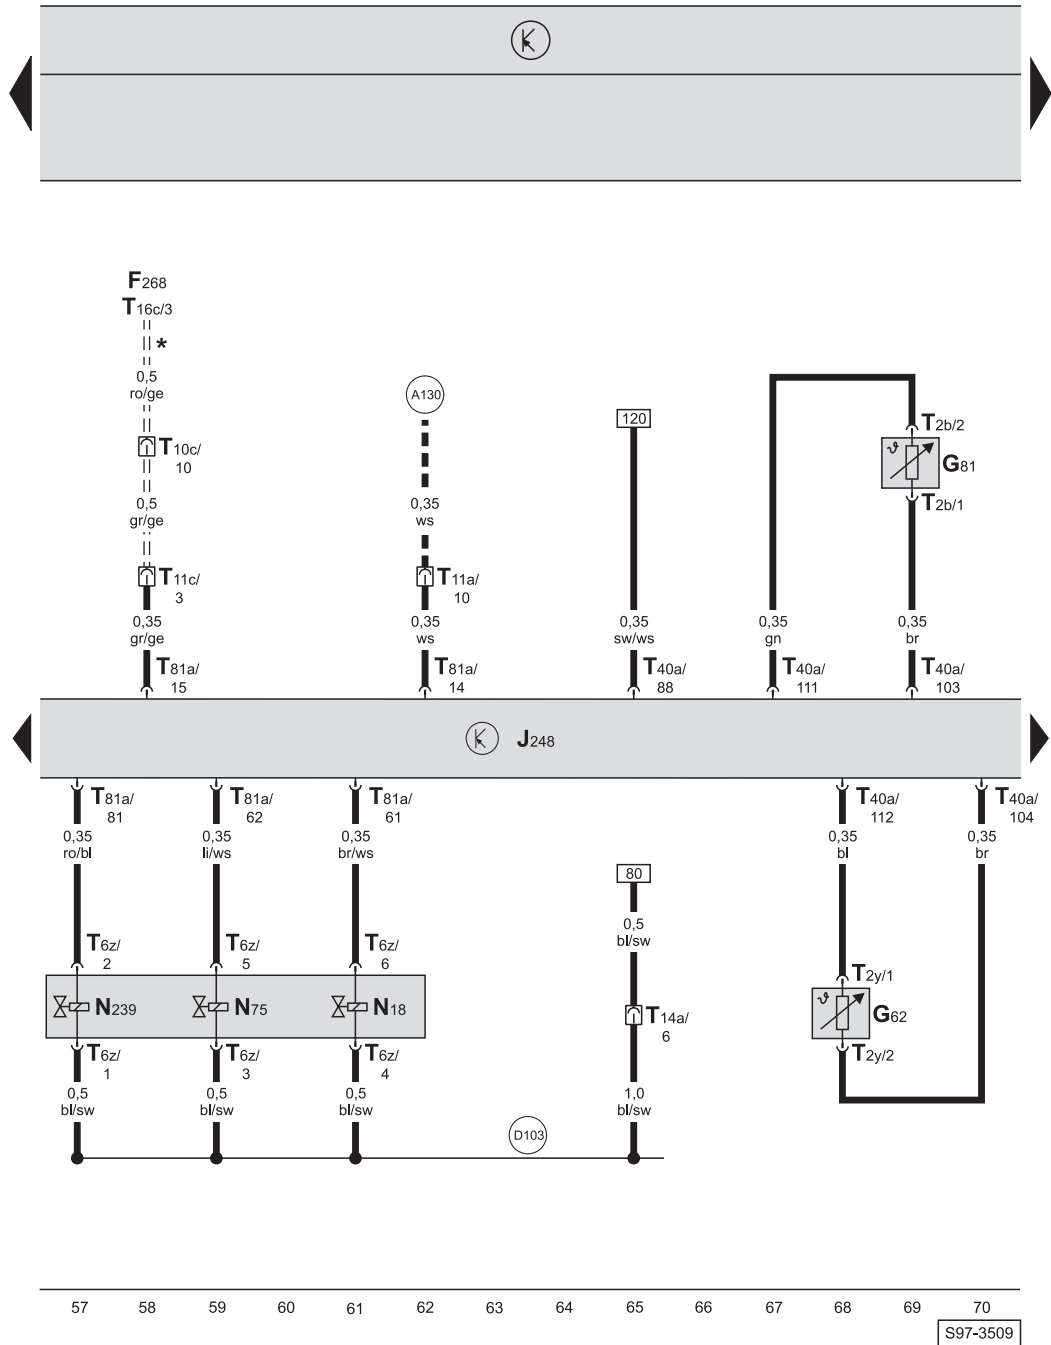 F268
T16c/3
*
0,5
ro/ge
A130
120
T2b/2
T10c/
10
G81
0,5
gr/ge
0,35
ws
T2b/1
T11c/
3
T11a/
10
0,35
gr/ge
0,35
ws
0,35
sw/ws
0,35
gn
0,35
br
T81a/
15
T81a/
14
T40a/
88
T40a/
111
T40a/
103
J248
T81a/
81
T81a/
62
T81a/
61
T40a/
112
T40a/
104
0,35
ro/bl
0,35
li/ws
0,35
br/ws
0,35
bl
0,35
br
80
0,5
bl/sw
T6z/
2
T6z/
5
T6z/
6
T2y/1
N239
N75
N18
T14a/
6
G62
T6z/
1
T6z/
3
T6z/
4
T2y/2
0,5
bl/sw
0,5
bl/sw
0,5
bl/sw
1,0
bl/sw
D103
57 58 59 60 61 62 63 64 65 66 67 68 69 70
S97-3509